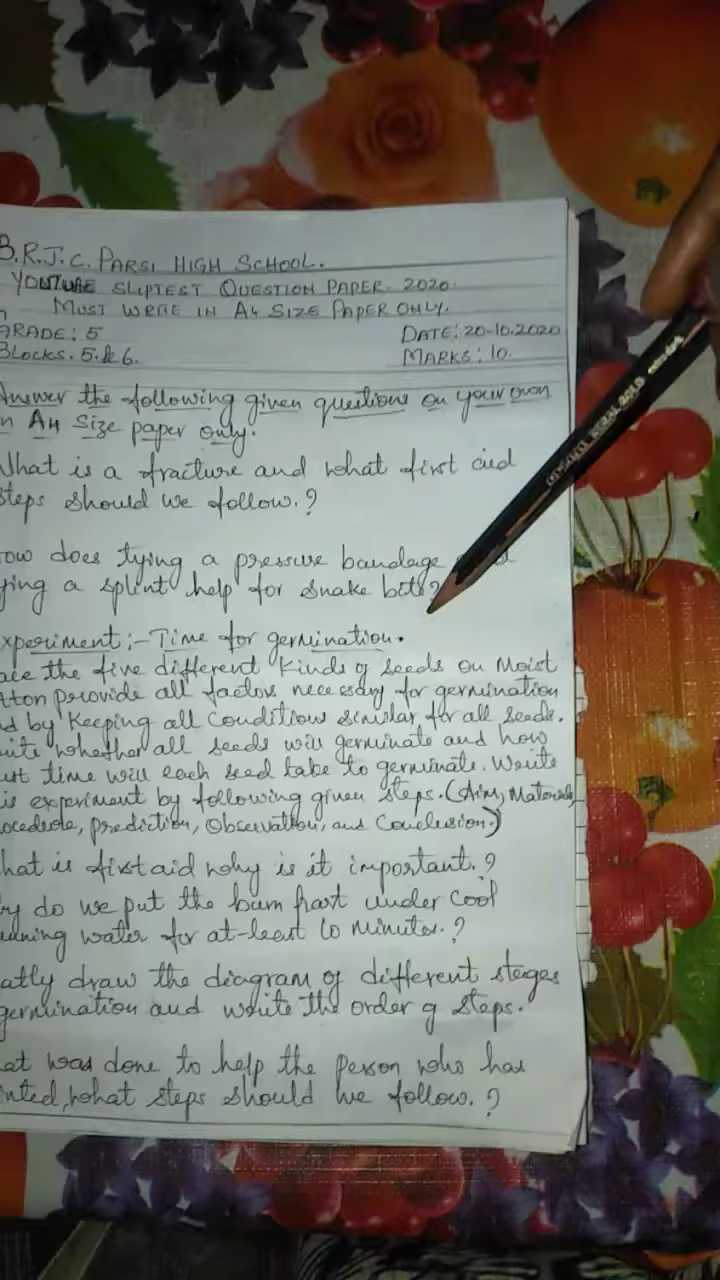 B.R.J.C. PARSI HIGH SCHOOL.
SLIPTEST QUESTION PAPER. 2020.
MUST WRITE IN A4 SIZE PAPER ONLY.
GRADE: 5 DATE: 20-10.2020
Blocks. 5.& 6. MARKS: 10.
Answer the following given questions on your own
in A4 Size paper only.
What is a fracture and what first aid
steps should we follow.?
How does tying a pressure bandage
tying a splint help for snake bite?
Experiment:- Time for germination.
the five different kinds of seeds on Moist
provide all factors necessary for germination
by keeping all conditions similar for all seeds.
whether all seeds will germinate and how
time will each seed take to germinate. Write
experiment by following given steps. (Aim, Materials,
prediction, Observation, and Conclusion)
What is first aid why is it important.?
Why do we put the burn part under cool
running water for at-least 10 minutes.?
draw the diagram of different stages
germination and write the order of steps.
What was done to help the person who has
what steps should we follow.?